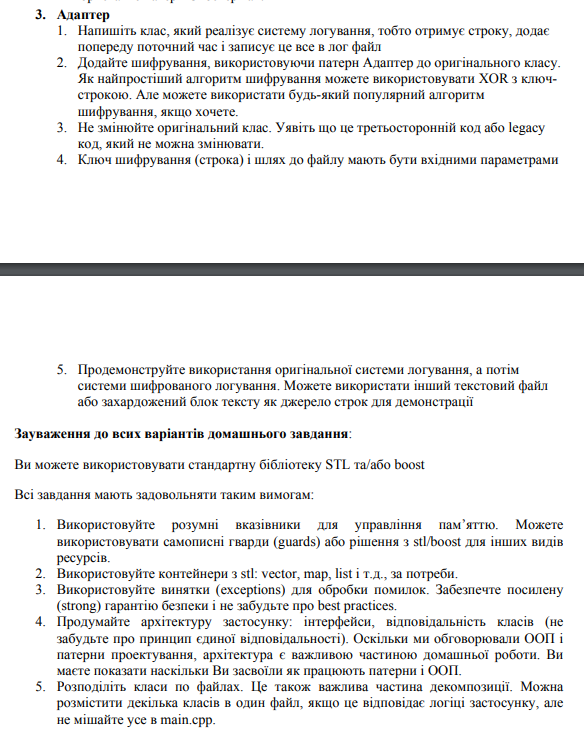 3. Адаптер
1. Напишіть клас, який реалізує систему логування, тобто отримує строку, додає
попереду поточний час і записує це все в лог файл
2. Додайте шифрування, використовуючи патерн Адаптер до оригінального класу.
Як найпростіший алгоритм шифрування можете використовувати XOR з ключ-
строкою. Але можете використати будь-який популярний алгоритм
шифрування, якщо хочете.
3. Не змінюйте оригінальний клас. Уявіть що це третьосторонній код або legacy
код, який не можна змінювати.
4. Ключ шифрування (строка) і шлях до файлу мають бути вхідними параметрами
5. Продемонструйте використання оригінальної системи логування, а потім
системи шифрованого логування. Можете використати інший текстовий файл
або захардожений блок тексту як джерело строк для демонстрації
Зауваження до всих варіантів домашнього завдання:
Ви можете використовувати стандартну бібліотеку STL та/або boost
Всі завдання мають задовольняти таким вимогам:
1. Використовуйте розумні вказівники для управління пам’яттю. Можете
використовувати самописні гварди (guards) або рішення з stl/boost для інших видів
ресурсів.
2. Використовуйте контейнери з stl: vector, map, list і т.д., за потреби.
3. Використовуйте винятки (exceptions) для обробки помилок. Забезпечте посилену
(strong) гарантію безпеки і не забудьте про best practices.
4. Продумайте архітектуру застосунку: інтерфейси, відповідальність класів (не
забудьте про принцип єдиної відповідальності). Оскільки ми обговорювали ООП і
патерни проектування, архітектура є важливою частиною домашньої роботи. Ви
маєте показати наскільки Ви засвоїли як працюють патерни і ООП.
5. Розподіліть класи по файлах. Це також важлива частина декомпозиції. Можна
розмістити декілька класів в один файл, якщо це відповідає логіці застосунку, але
не мішайте усе в main.cpp.